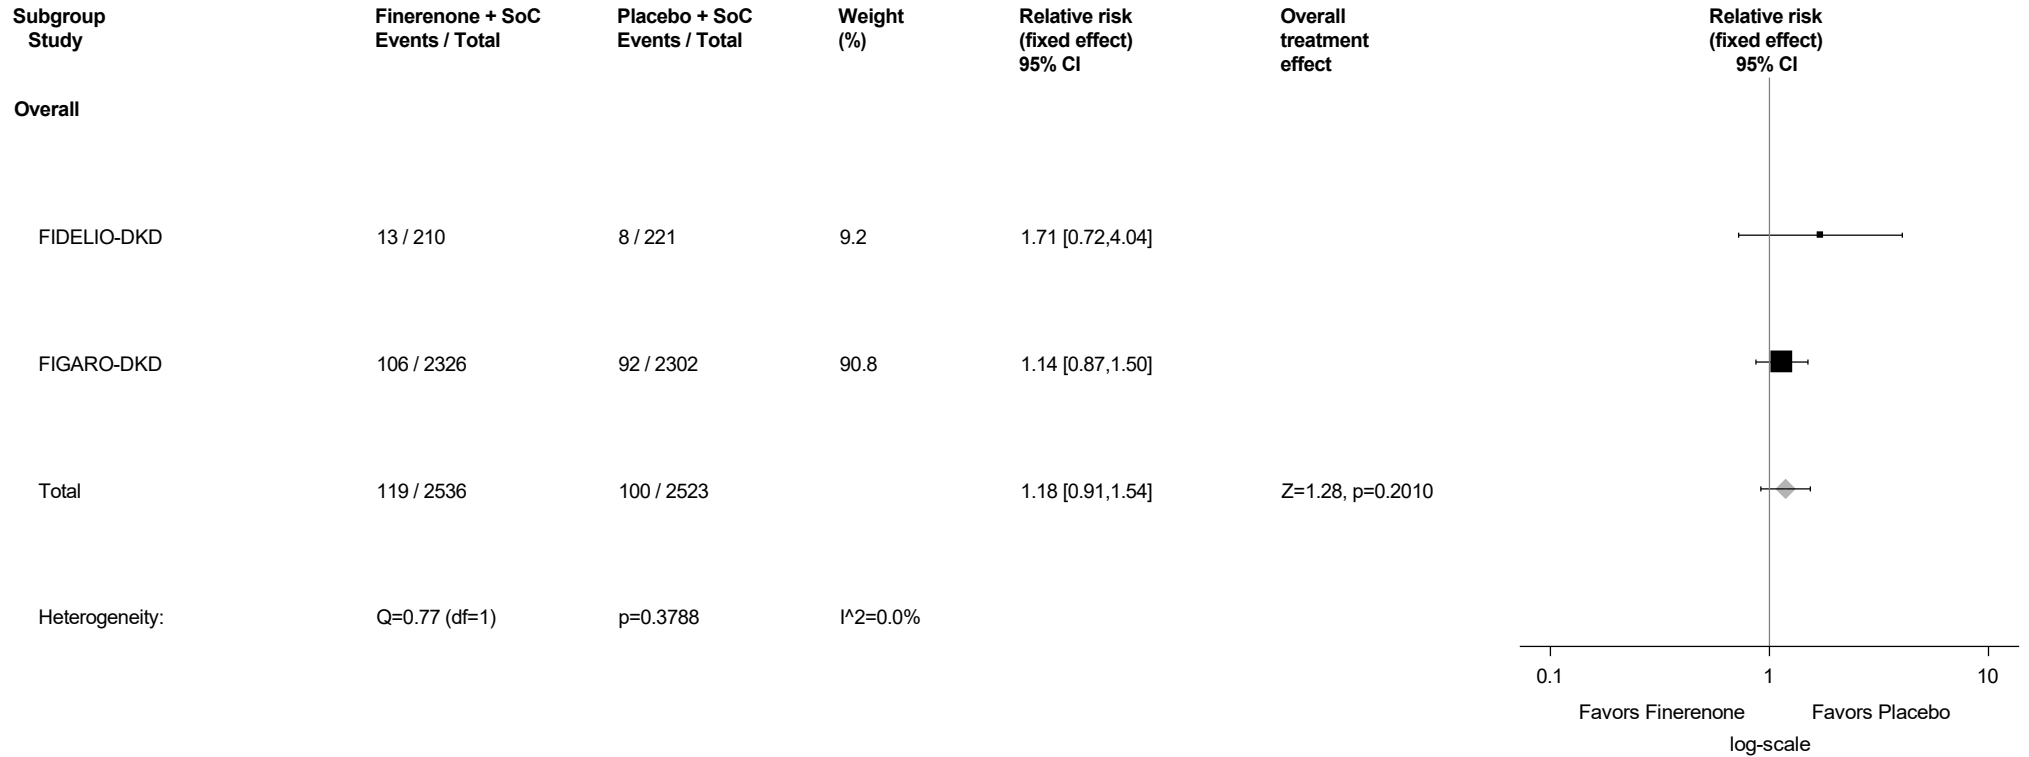 Subgroup Finerenone + SoC Placebo + SoC Weight Relative risk Overall Relative risk
Study Events / Total Events / Total (%) (fixed effect) treatment (fixed effect)
95% CI effect 95% CI
Overall
FIDELIO-DKD 13 / 210 8 / 221 9.2 1.71 [0.72,4.04]
FIGARO-DKD 106 / 2326 92 / 2302 90.8 1.14 [0.87,1.50]
Total 119 / 2536 100 / 2523 1.18 [0.91,1.54] Z=1.28, p=0.2010
Heterogeneity: Q=0.77 (df=1) p=0.3788 I^2=0.0%
0.1 1 10
Favors Finerenone Favors Placebo
log-scale